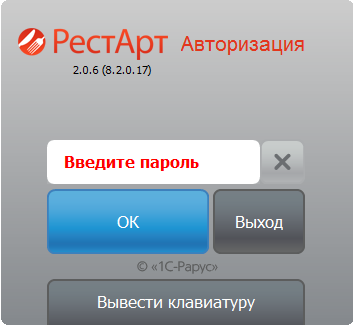 РестАрт Авторизация
2.0.6 (8.2.0.17)
Введите пароль
ОК Выход
© «1С-Рарус»
Вывести клавиатуру